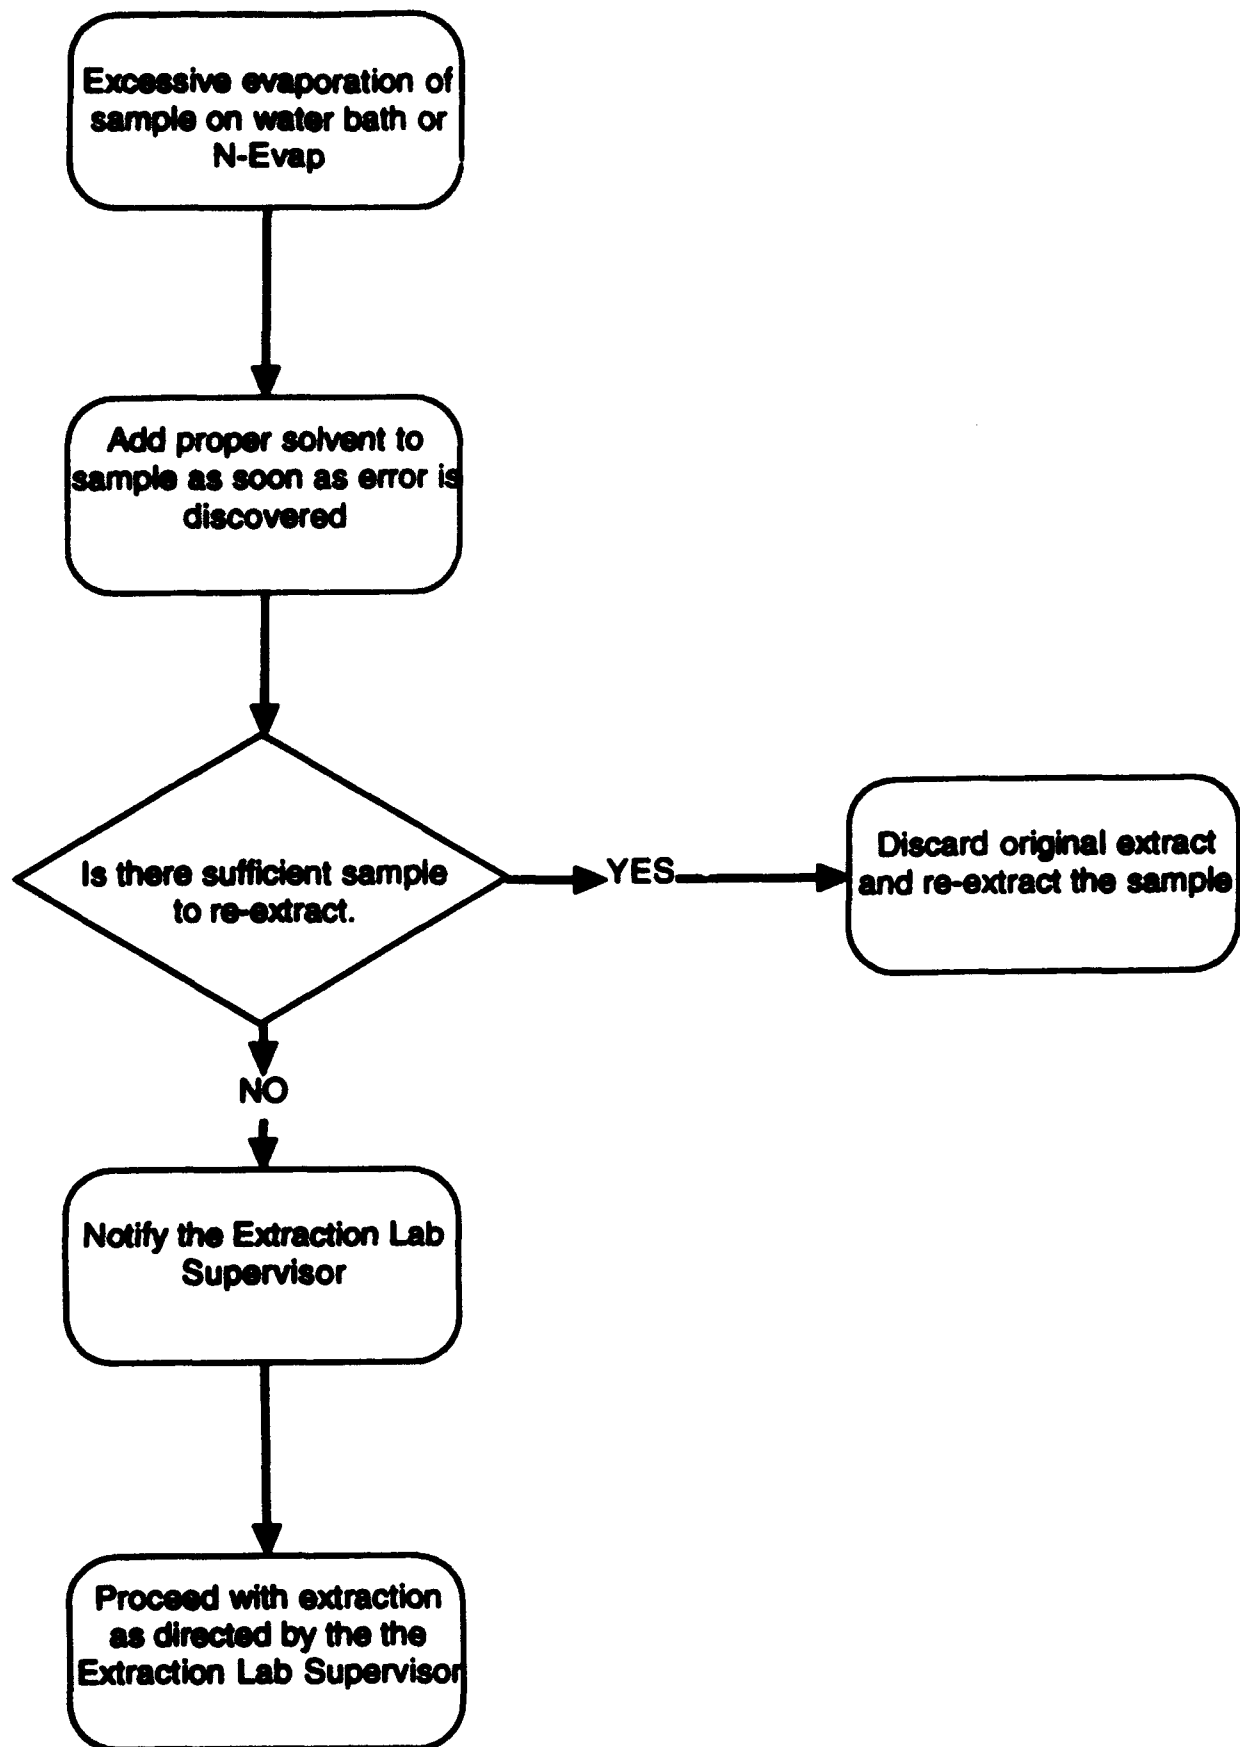 Excessive evaporation of
sample on water bath or
N-Evap
Add proper solvent to
sample as soon as error is
discovered
Is there sufficient sample
to re-extract.
YES
Discard original extract
and re-extract the sample
NO
Notify the Extraction Lab
Supervisor
Proceed with extraction
as directed by the the
Extraction Lab Supervisor